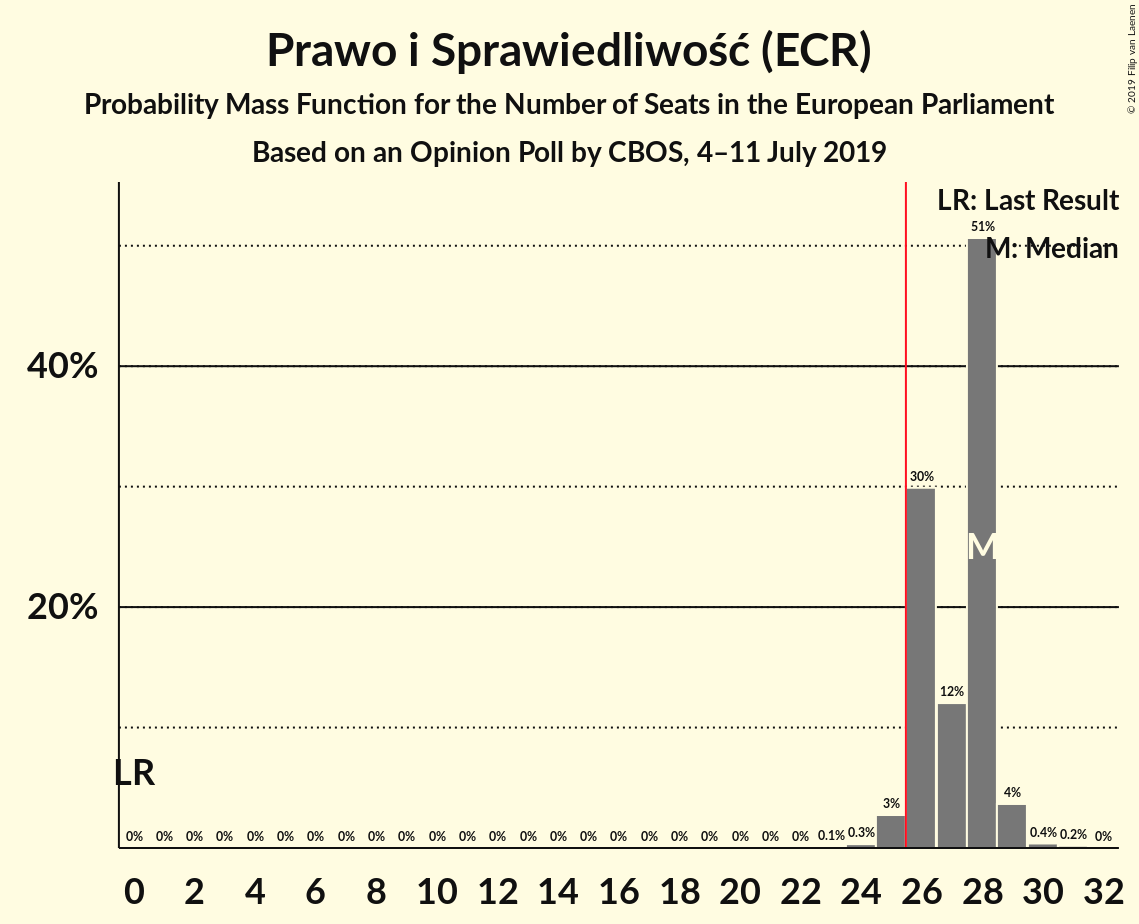 Prawo i Sprawiedliwość (ECR)
Probability Mass Function for the Number of Seats in the European Parliament
Based on an Opinion Poll by CBOS, 4–11 July 2019
© 2019 Filip van Laenen
LR: Last Result
M: Median
40%
20%
LR
M
0% 0% 0% 0% 0% 0% 0% 0% 0% 0% 0% 0% 0% 0% 0% 0% 0% 0% 0% 0% 0% 0% 0% 0.1% 0.3% 3% 30% 12% 51% 4% 0.4% 0.2% 0%
0 2 4 6 8 10 12 14 16 18 20 22 24 26 28 30 32